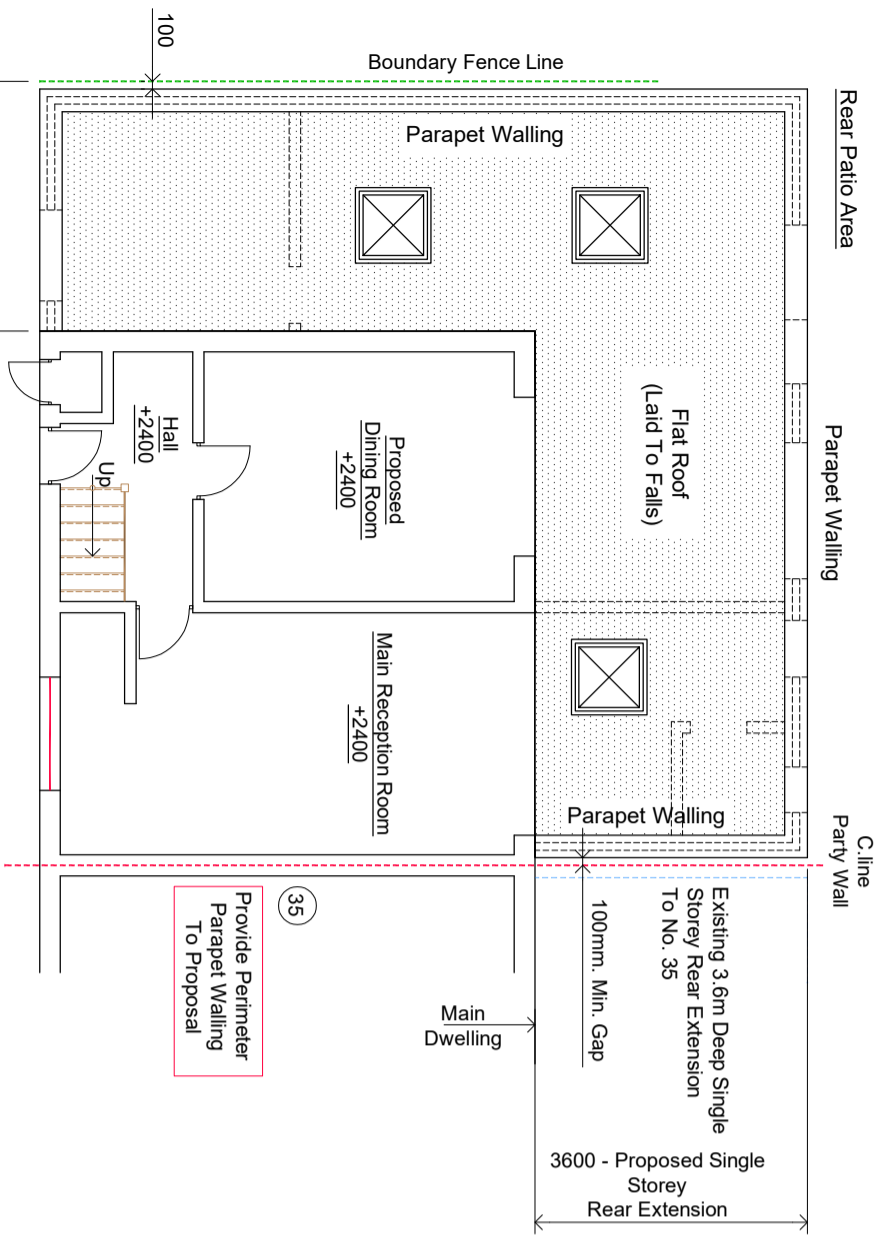 100
Boundary Fence Line
Rear Patio Area
Parapet Walling
Parapet Walling
Flat Roof
(Laid To Falls)
Hall
+2400
Up
Proposed
Dining Room
+2400
Main Reception Room
+2400
Parapet Walling
C.line
Party Wall
35
Provide Perimeter
Parapet Walling
To Proposal
Existing 3.6m Deep Single
Storey Rear Extension
To No. 35
100mm. Min. Gap
Main
Dwelling
3600 - Proposed Single
Storey
Rear Extension